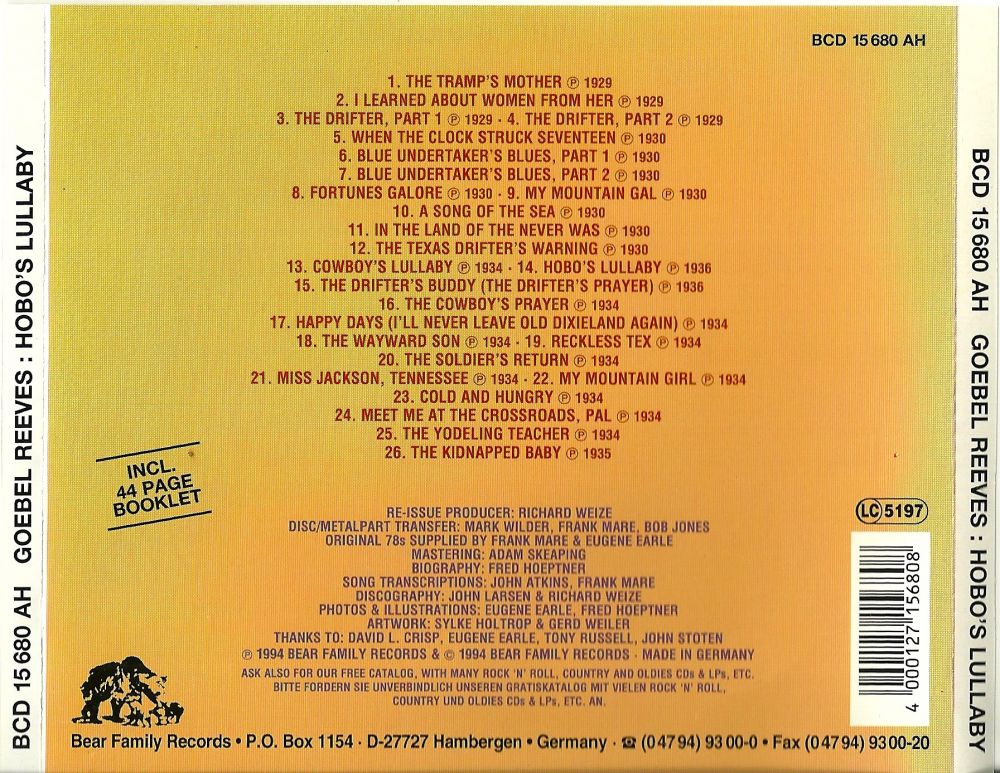 BCD 15 680 AH
1. THE TRAMP'S MOTHER ℗ 1929
2. I LEARNED ABOUT WOMEN FROM HER ℗ 1929
3. THE DRIFTER, PART 1 ℗ 1929 · 4. THE DRIFTER, PART 2 ℗ 1929
5. WHEN THE CLOCK STRUCK SEVENTEEN ℗ 1930
6. BLUE UNDERTAKER'S BLUES, PART 1 ℗ 1930
7. BLUE UNDERTAKER'S BLUES, PART 2 ℗ 1930
8. FORTUNES GALORE ℗ 1930 · 9. MY MOUNTAIN GAL ℗ 1930
10. A SONG OF THE SEA ℗ 1930
11. IN THE LAND OF THE NEVER WAS ℗ 1930
12. THE TEXAS DRIFTER'S WARNING ℗ 1930
13. COWBOY'S LULLABY ℗ 1934 · 14. HOBO'S LULLABY ℗ 1936
15. THE DRIFTER'S BUDDY (THE DRIFTER'S PRAYER) ℗ 1936
16. THE COWBOY'S PRAYER ℗ 1934
17. HAPPY DAYS (I'LL NEVER LEAVE OLD DIXIELAND AGAIN) ℗ 1934
18. THE WAYWARD SON ℗ 1934 · 19. RECKLESS TEX ℗ 1934
20. THE SOLDIER'S RETURN ℗ 1934
21. MISS JACKSON, TENNESSEE ℗ 1934 · 22. MY MOUNTAIN GIRL ℗ 1934
23. COLD AND HUNGRY ℗ 1934
24. MEET ME AT THE CROSSROADS, PAL ℗ 1934
25. THE YODELING TEACHER ℗ 1934
26. THE KIDNAPPED BABY ℗ 1935
INCL.
44 PAGE
BOOKLET
RE-ISSUE PRODUCER: RICHARD WEIZE
DISC/METALPART TRANSFER: MARK WILDER, FRANK MARE, BOB JONES
ORIGINAL 78s SUPPLIED BY FRANK MARE & EUGENE EARLE
MASTERING: ADAM SKEAPING
BIOGRAPHY: FRED HOEPTNER
SONG TRANSCRIPTIONS: JOHN ATKINS, FRANK MARE
DISCOGRAPHY: JOHN LARSEN & RICHARD WEIZE
PHOTOS & ILLUSTRATIONS: EUGENE EARLE, FRED HOEPTNER
ARTWORK: SYLKE HOLTROP & GERD WEILER
THANKS TO: DAVID L. CRISP, EUGENE EARLE, TONY RUSSELL, JOHN STOTEN
℗ 1994 BEAR FAMILY RECORDS & © 1994 BEAR FAMILY RECORDS · MADE IN GERMANY
ASK ALSO FOR OUR FREE CATALOG, WITH MANY ROCK 'N' ROLL, COUNTRY AND OLDIES CDs & LPs, ETC.
BITTE FORDERN SIE UNVERBINDLICH UNSEREN GRATISKATALOG MIT VIELEN ROCK 'N' ROLL,
COUNTRY UND OLDIES CDs & LPs, ETC. AN.
LC 5197
4 000127 156808
Bear Family Records • P.O. Box 1154 · D-27727 Hambergen • Germany · ☎ (0 47 94) 93 00-0 • Fax (0 47 94) 93 00-20
BCD 15 680 AH GOEBEL REEVES : HOBO'S LULLABY
BCD 15 680 AH GOEBEL REEVES : HOBO'S LULLABY